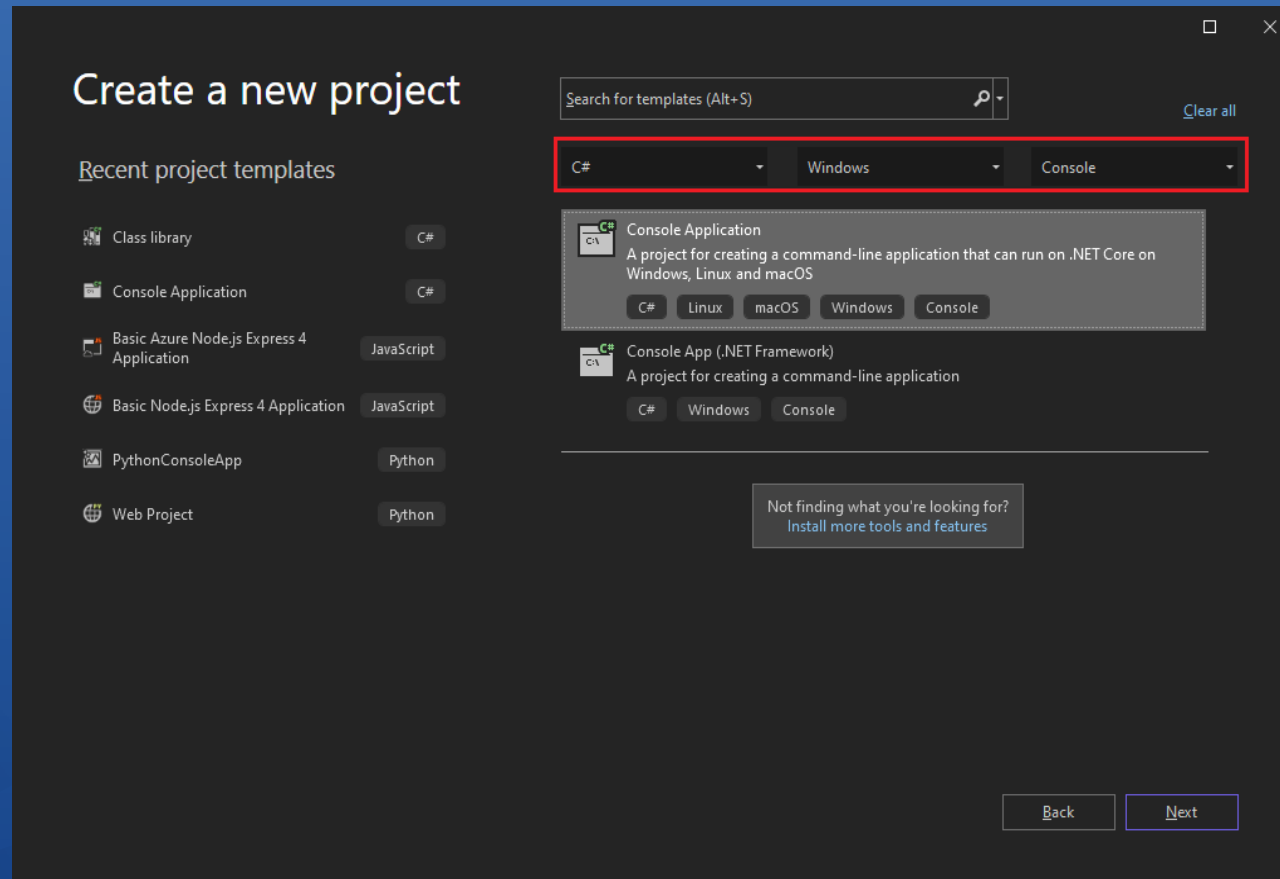 Create a new project
Search for templates (Alt+S)
Clear all
Recent project templates
C#
Windows
Console
Class library
C#
Console Application
C#
Basic Azure Node.js Express 4
Application
JavaScript
Basic Node.js Express 4 Application
JavaScript
PythonConsoleApp
Python
Web Project
Python
C#
C:\
Console Application
A project for creating a command-line application that can run on .NET Core on
Windows, Linux and macOS
C#
Linux
macOS
Windows
Console
C#
C:\
Console App (.NET Framework)
A project for creating a command-line application
C#
Windows
Console
Not finding what you're looking for?
Install more tools and features
Back
Next